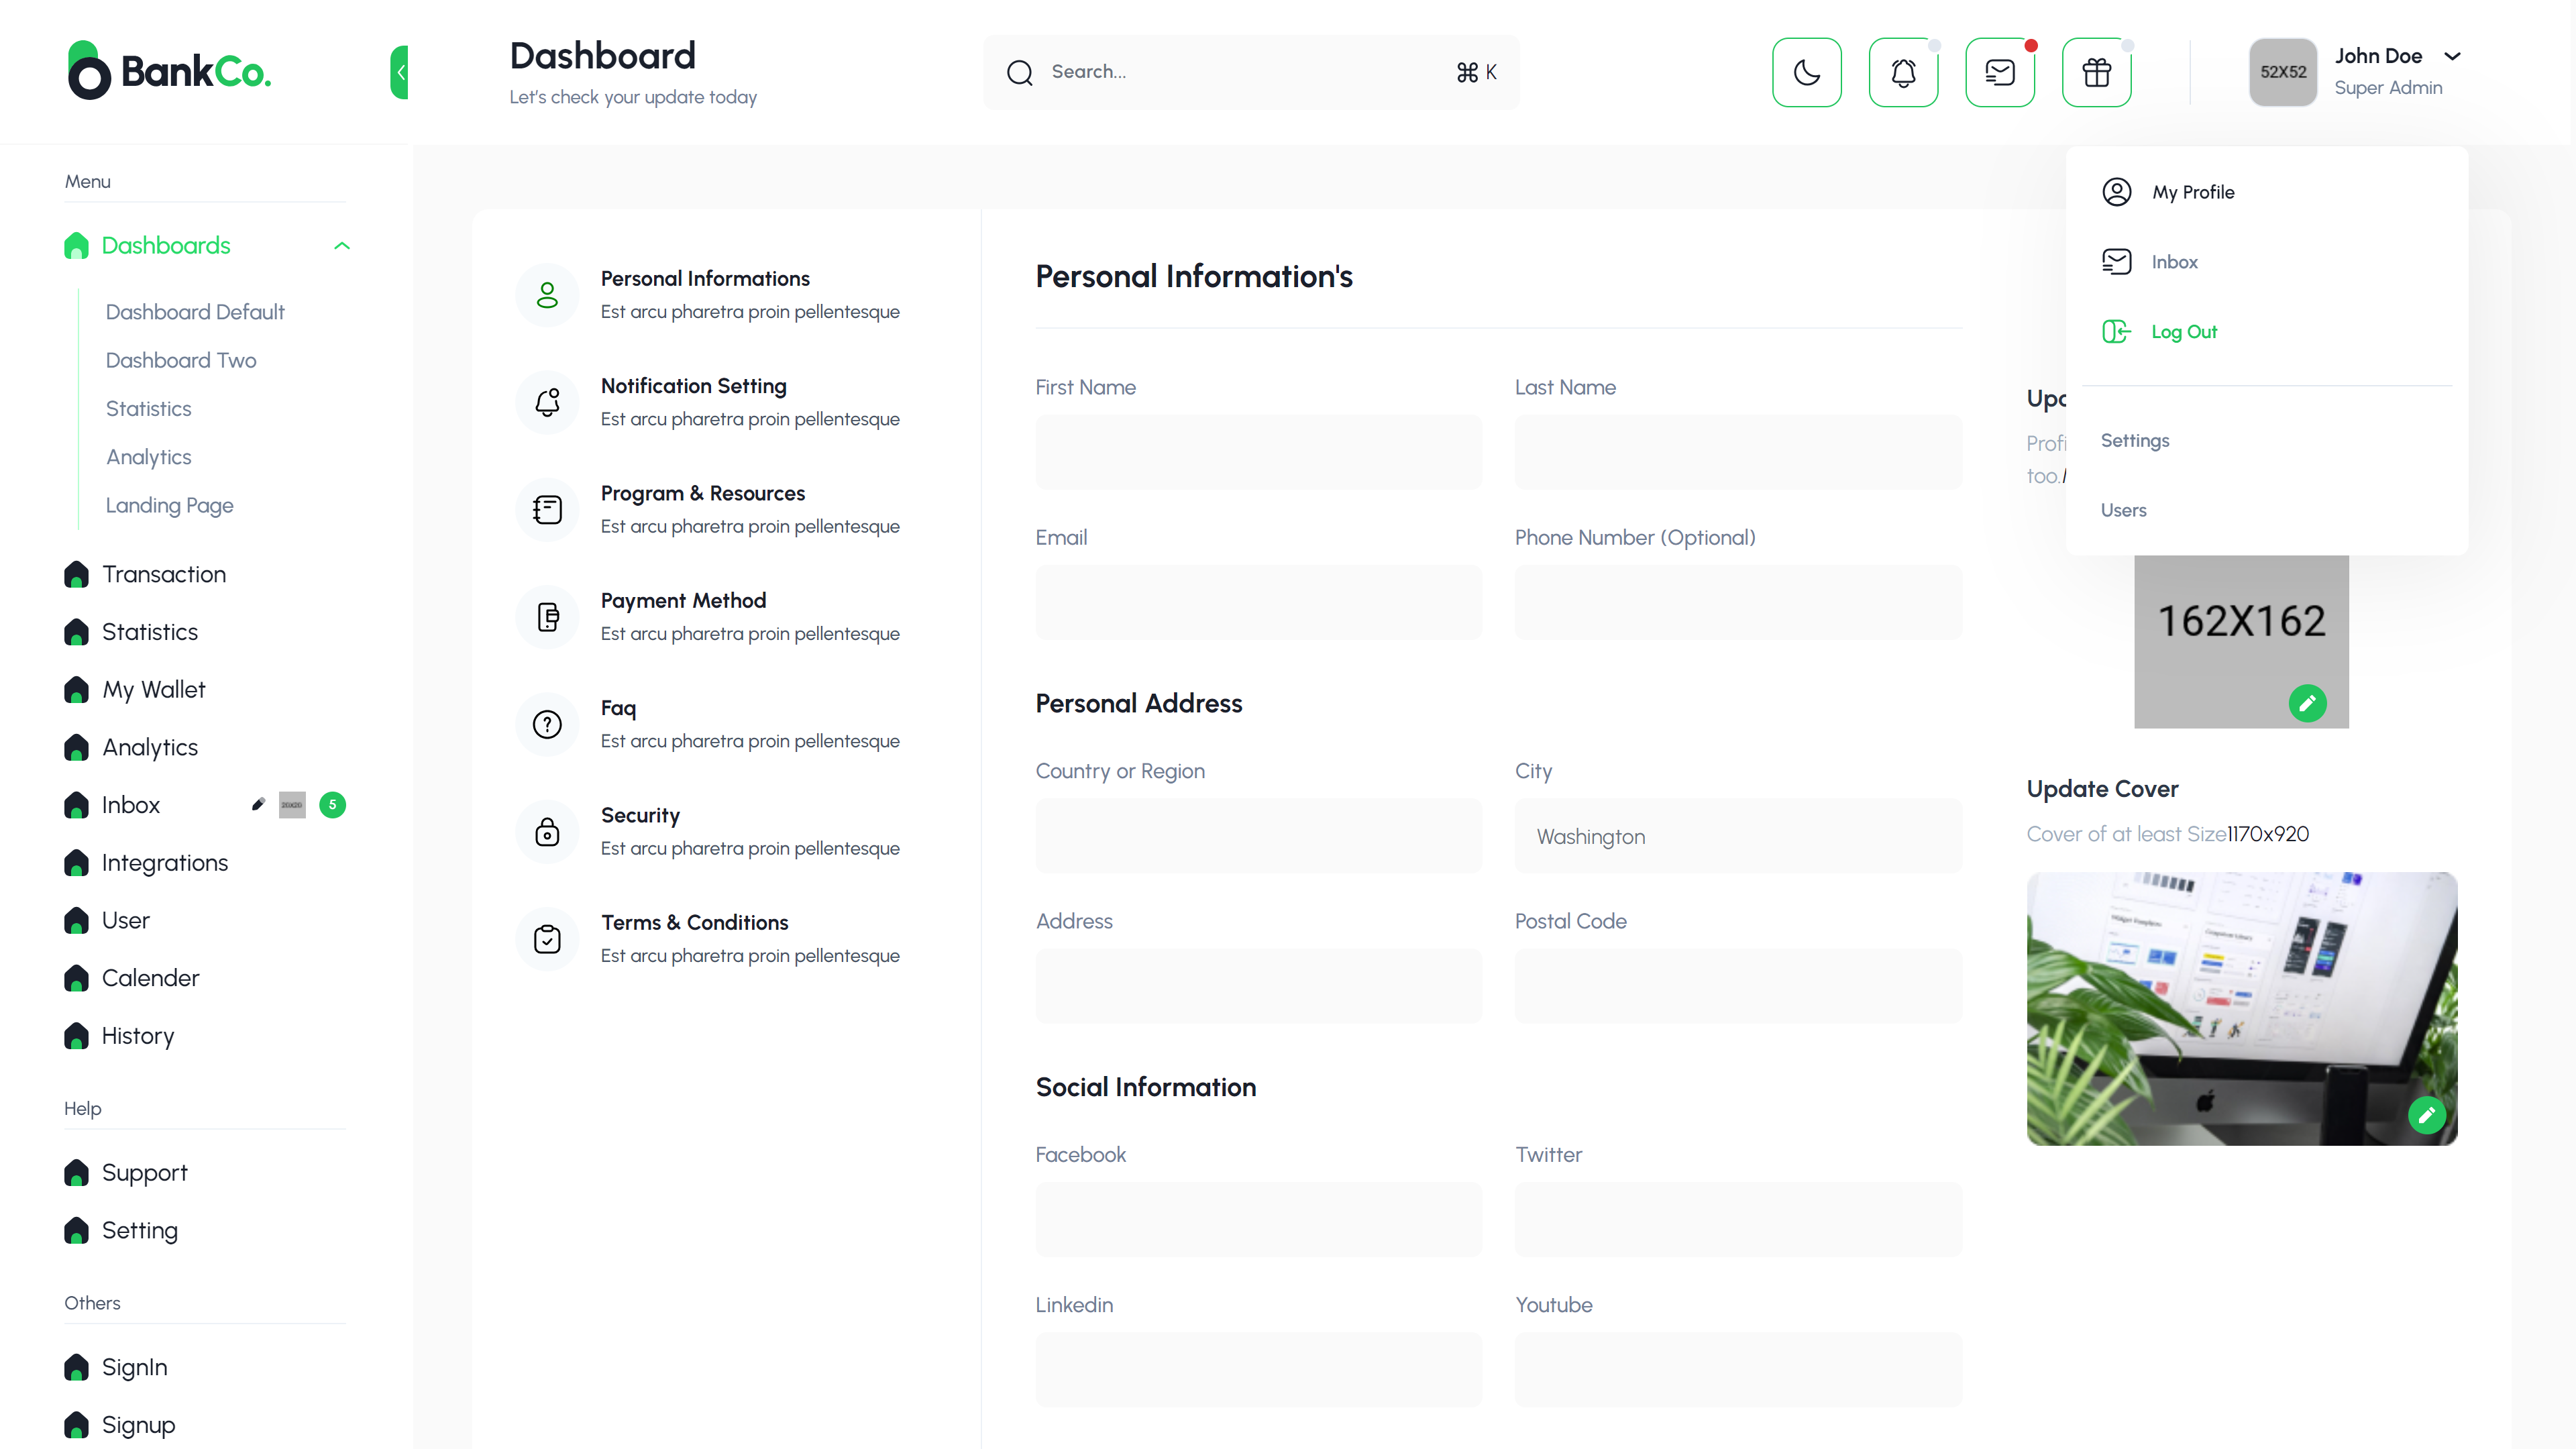 BankCo.
Dashboard
Let's check your update today
Search...
⌘ K
52X52
John Doe
Super Admin
Menu
Dashboards
Dashboard Default
Dashboard Two
Statistics
Analytics
Landing Page
Transaction
Statistics
My Wallet
Analytics
Inbox
5
Integrations
User
Calender
History
Help
Support
Setting
Others
SignIn
Signup
Personal Informations
Est arcu pharetra proin pellentesque
Notification Setting
Est arcu pharetra proin pellentesque
Program & Resources
Est arcu pharetra proin pellentesque
Payment Method
Est arcu pharetra proin pellentesque
Faq
Est arcu pharetra proin pellentesque
Security
Est arcu pharetra proin pellentesque
Terms & Conditions
Est arcu pharetra proin pellentesque
Personal Information's
First Name
Last Name
Email
Phone Number (Optional)
Personal Address
Country or Region
City
Washington
Address
Postal Code
Social Information
Facebook
Twitter
Linkedin
Youtube
My Profile
Inbox
Log Out
Settings
Users
too.
162X162
Update Cover
Cover of at least Size1170x920